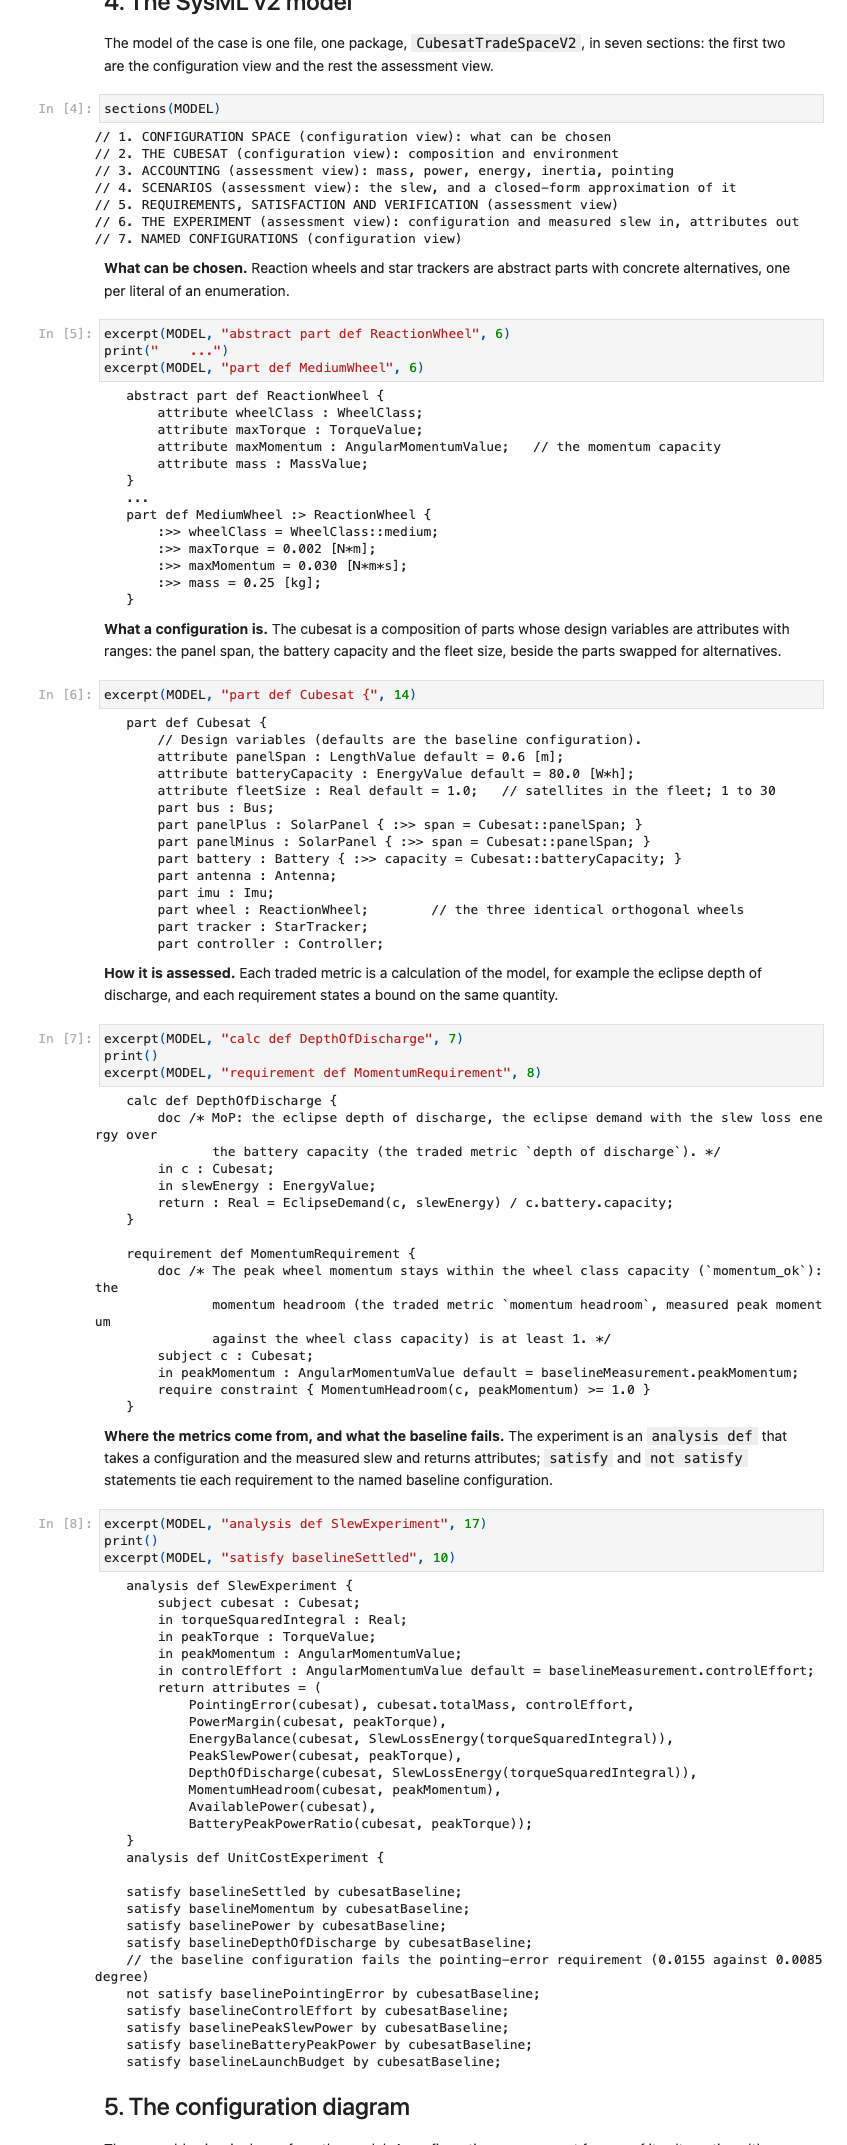 4. The SysML v2 model
The model of the case is one file, one package, CubesatTradeSpaceV2 , in seven sections: the first two
are the configuration view and the rest the assessment view.
In [4]: sections(MODEL)
// 1. CONFIGURATION SPACE (configuration view): what can be chosen
// 2. THE CUBESAT (configuration view): composition and environment
// 3. ACCOUNTING (assessment view): mass, power, energy, inertia, pointing
// 4. SCENARIOS (assessment view): the slew, and a closed-form approximation of it
// 5. REQUIREMENTS, SATISFACTION AND VERIFICATION (assessment view)
// 6. THE EXPERIMENT (assessment view): configuration and measured slew in, attributes out
// 7. NAMED CONFIGURATIONS (configuration view)
What can be chosen. Reaction wheels and star trackers are abstract parts with concrete alternatives, one
per literal of an enumeration.
In [5]: excerpt(MODEL, "abstract part def ReactionWheel", 6)
print("    ...")
excerpt(MODEL, "part def MediumWheel", 6)
abstract part def ReactionWheel {
attribute wheelClass : WheelClass;
attribute maxTorque : TorqueValue;
attribute maxMomentum : AngularMomentumValue;   // the momentum capacity
attribute mass : MassValue;
}
...
part def MediumWheel :> ReactionWheel {
:>> wheelClass = WheelClass::medium;
:>> maxTorque = 0.002 [N*m];
:>> maxMomentum = 0.030 [N*m*s];
:>> mass = 0.25 [kg];
}
What a configuration is. The cubesat is a composition of parts whose design variables are attributes with
ranges: the panel span, the battery capacity and the fleet size, beside the parts swapped for alternatives.
In [6]: excerpt(MODEL, "part def Cubesat {", 14)
part def Cubesat {
// Design variables (defaults are the baseline configuration).
attribute panelSpan : LengthValue default = 0.6 [m];
attribute batteryCapacity : EnergyValue default = 80.0 [W*h];
attribute fleetSize : Real default = 1.0;   // satellites in the fleet; 1 to 30
part bus : Bus;
part panelPlus : SolarPanel { :>> span = Cubesat::panelSpan; }
part panelMinus : SolarPanel { :>> span = Cubesat::panelSpan; }
part battery : Battery { :>> capacity = Cubesat::batteryCapacity; }
part antenna : Antenna;
part imu : Imu;
part wheel : ReactionWheel;        // the three identical orthogonal wheels
part tracker : StarTracker;
part controller : Controller;
How it is assessed. Each traded metric is a calculation of the model, for example the eclipse depth of
discharge, and each requirement states a bound on the same quantity.
In [7]: excerpt(MODEL, "calc def DepthOfDischarge", 7)
print()
excerpt(MODEL, "requirement def MomentumRequirement", 8)
calc def DepthOfDischarge {
doc /* MoP: the eclipse depth of discharge, the eclipse demand with the slew loss ene
rgy over
the battery capacity (the traded metric `depth of discharge`). */
in c : Cubesat;
in slewEnergy : EnergyValue;
return : Real = EclipseDemand(c, slewEnergy) / c.battery.capacity;
}
requirement def MomentumRequirement {
doc /* The peak wheel momentum stays within the wheel class capacity (`momentum_ok`):
the
momentum headroom (the traded metric `momentum headroom`, measured peak moment
um
against the wheel class capacity) is at least 1. */
subject c : Cubesat;
in peakMomentum : AngularMomentumValue default = baselineMeasurement.peakMomentum;
require constraint { MomentumHeadroom(c, peakMomentum) >= 1.0 }
}
Where the metrics come from, and what the baseline fails. The experiment is an analysis def that
takes a configuration and the measured slew and returns attributes; satisfy and not satisfy
statements tie each requirement to the named baseline configuration.
In [8]: excerpt(MODEL, "analysis def SlewExperiment", 17)
print()
excerpt(MODEL, "satisfy baselineSettled", 10)
analysis def SlewExperiment {
subject cubesat : Cubesat;
in torqueSquaredIntegral : Real;
in peakTorque : TorqueValue;
in peakMomentum : AngularMomentumValue;
in controlEffort : AngularMomentumValue default = baselineMeasurement.controlEffort;
return attributes = (
PointingError(cubesat), cubesat.totalMass, controlEffort,
PowerMargin(cubesat, peakTorque),
EnergyBalance(cubesat, SlewLossEnergy(torqueSquaredIntegral)),
PeakSlewPower(cubesat, peakTorque),
DepthOfDischarge(cubesat, SlewLossEnergy(torqueSquaredIntegral)),
MomentumHeadroom(cubesat, peakMomentum),
AvailablePower(cubesat),
BatteryPeakPowerRatio(cubesat, peakTorque));
}
analysis def UnitCostExperiment {
satisfy baselineSettled by cubesatBaseline;
satisfy baselineMomentum by cubesatBaseline;
satisfy baselinePower by cubesatBaseline;
satisfy baselineDepthOfDischarge by cubesatBaseline;
// the baseline configuration fails the pointing-error requirement (0.0155 against 0.0085
degree)
not satisfy baselinePointingError by cubesatBaseline;
satisfy baselineControlEffort by cubesatBaseline;
satisfy baselinePeakSlewPower by cubesatBaseline;
satisfy baselineBatteryPeakPower by cubesatBaseline;
satisfy baselineLaunchBudget by cubesatBaseline;
5. The configuration diagram